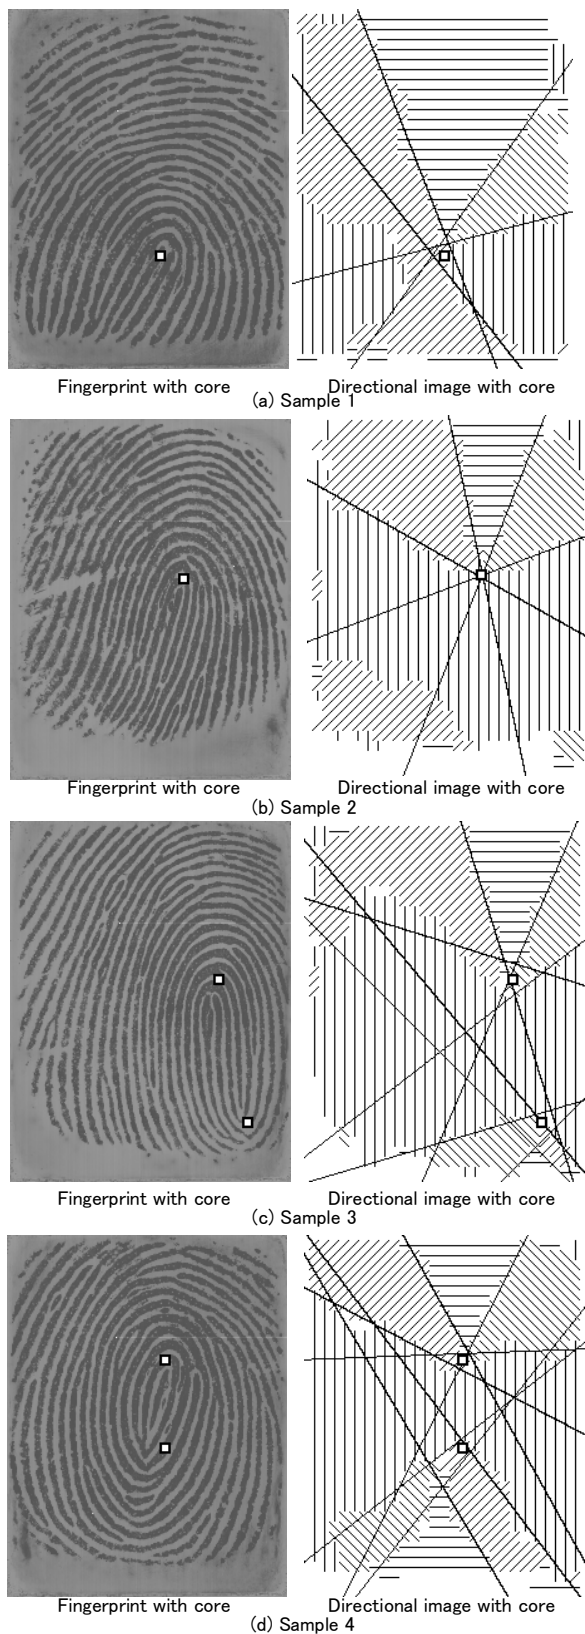 Fingerprint with core Directional image with core
(a) Sample 1
Fingerprint with core Directional image with core
(b) Sample 2
Fingerprint with core Directional image with core
(c) Sample 3
Fingerprint with core Directional image with core
(d) Sample 4